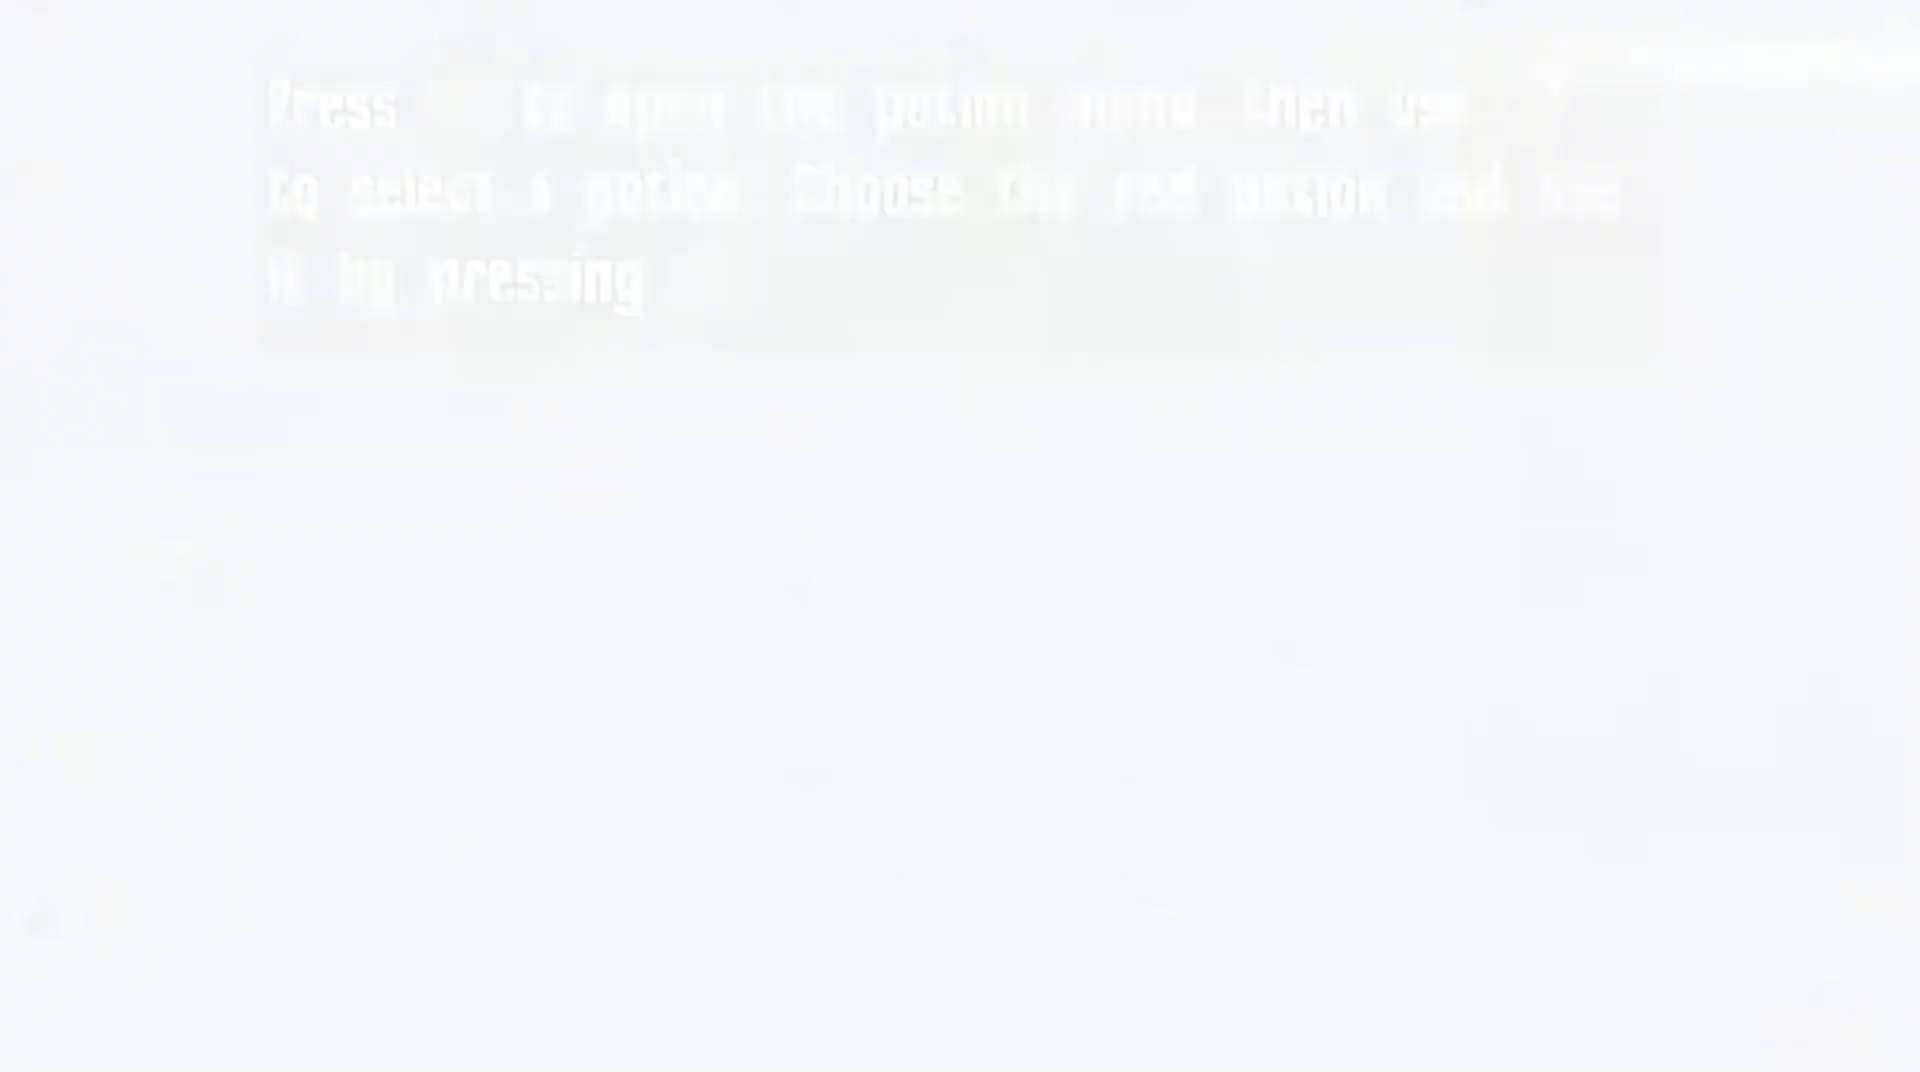 Press to open the potion menu then use
to select a potion. Choose the red potion and use
it by pressing